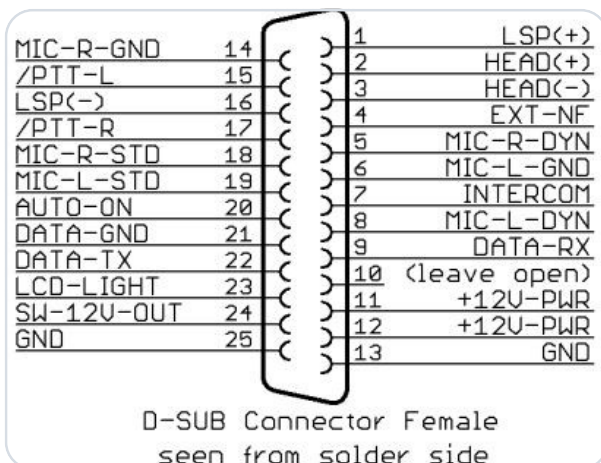 MIC-R-GND 14
/PTT-L 15
LSP(-) 16
/PTT-R 17
MIC-R-STD 18
MIC-L-STD 19
AUTO-ON 20
DATA-GND 21
DATA-TX 22
LCD-LIGHT 23
SW-12V-OUT 24
GND 25
1 LSP(+)
2 HEAD(+)
3 HEAD(-)
4 EXT-NF
5 MIC-R-DYN
6 MIC-L-GND
7 INTERCOM
8 MIC-L-DYN
9 DATA-RX
10 (leave open)
11 +12V-PWR
12 +12V-PWR
13 GND
D-SUB Connector Female
seen from solder side